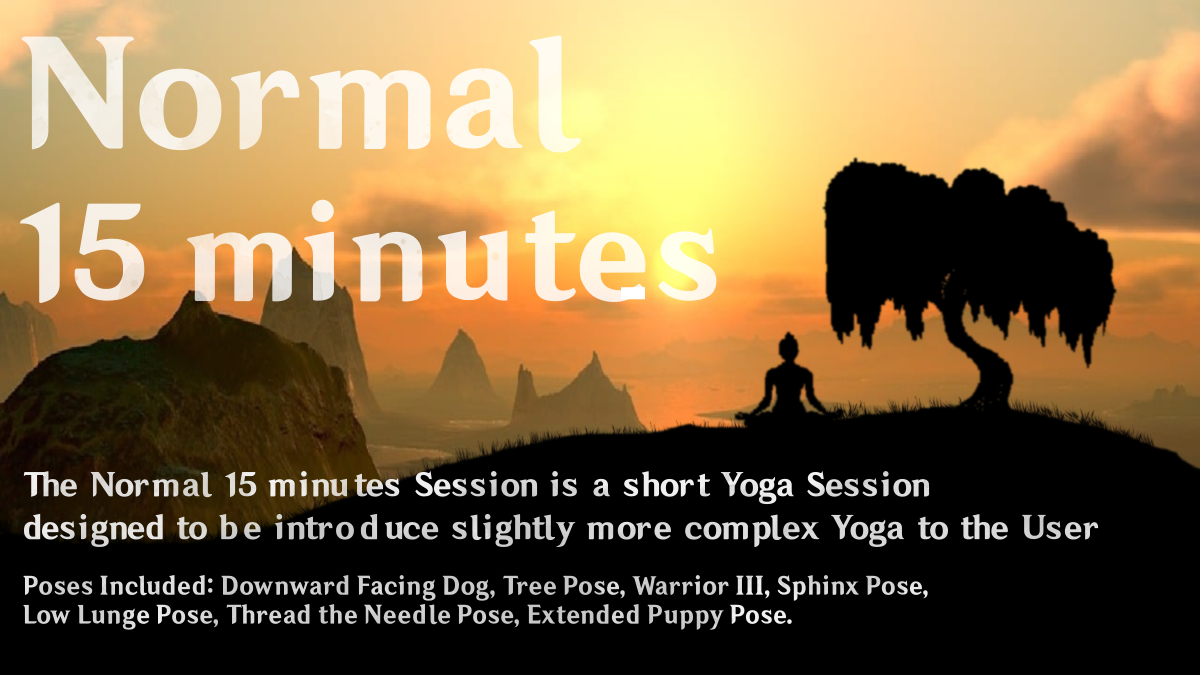 Normal
15 minutes
The Normal 15 minutes Session is a short Yoga Session
designed to be introduce slightly more complex Yoga to the User
Poses Included: Downward Facing Dog, Tree Pose, Warrior III, Sphinx Pose,
Low Lunge Pose, Thread the Needle Pose, Extended Puppy Pose.